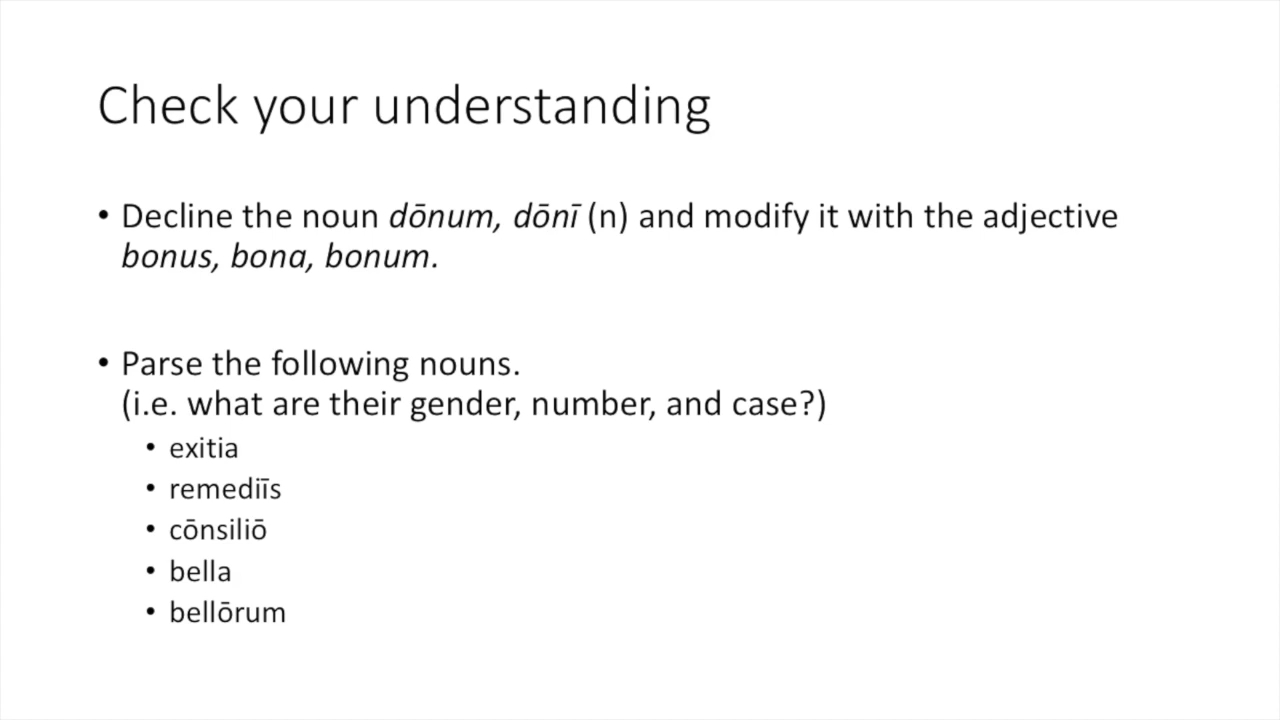 Check your understanding
• Decline the noun dōnum, dōnī (n) and modify it with the adjective
bonus, bona, bonum.
• Parse the following nouns.
(i.e. what are their gender, number, and case?)
• exitia
• remediīs
• cōnsiliō
• bella
• bellōrum